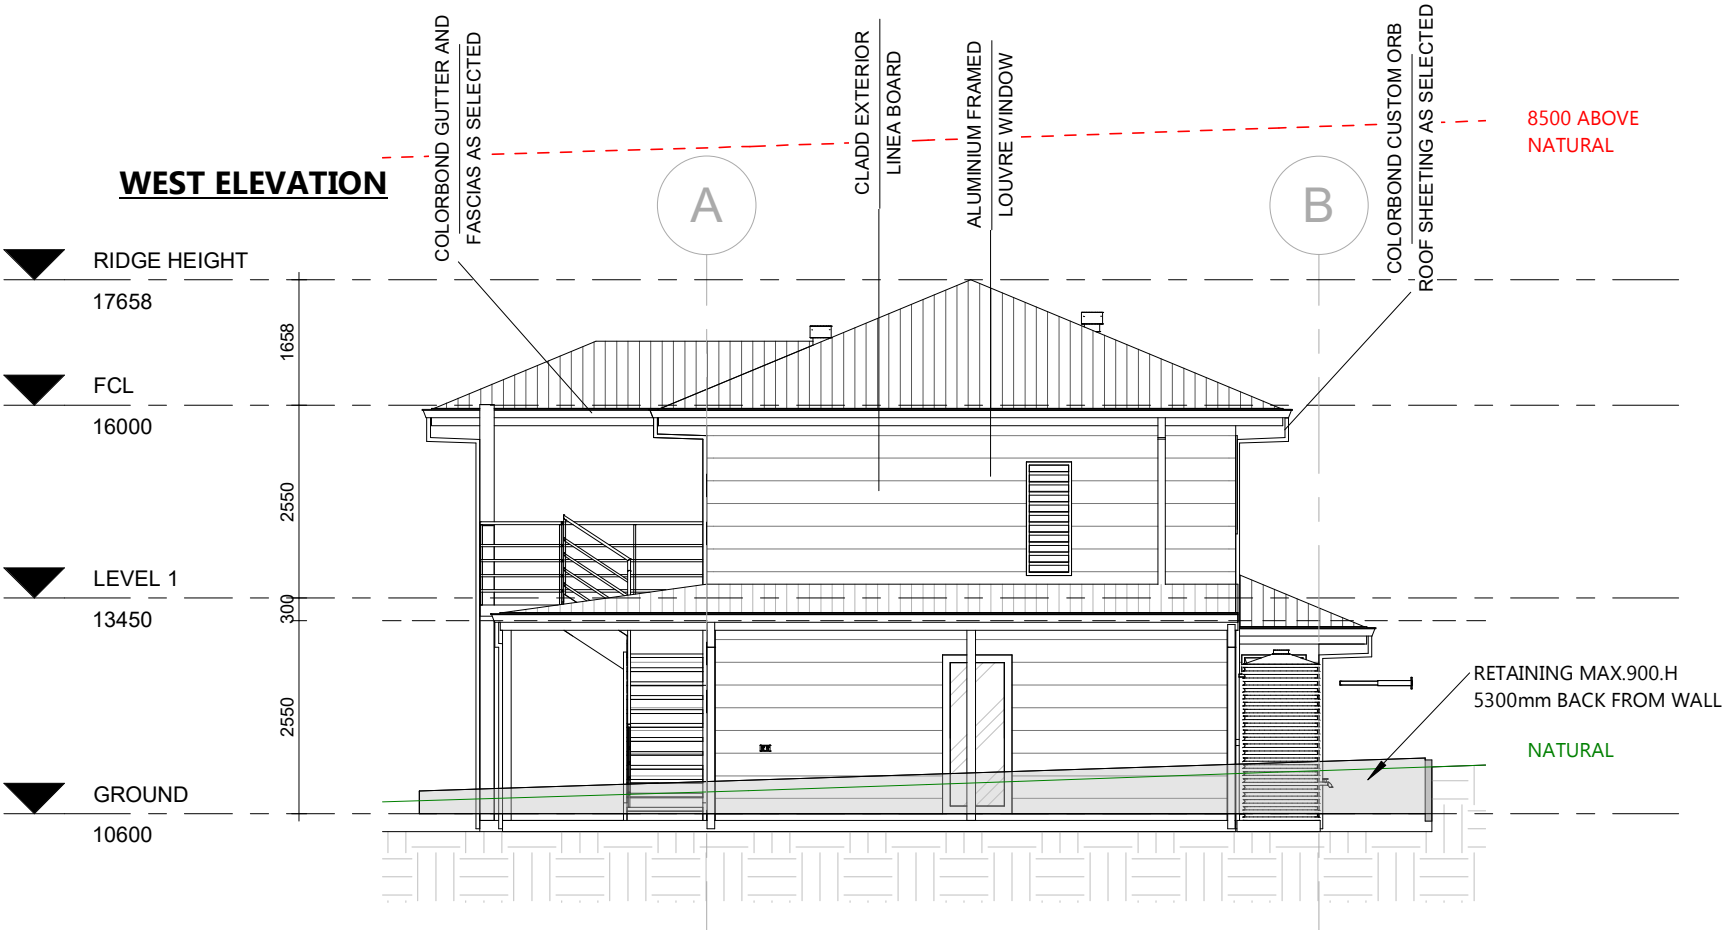 COLORBOND GUTTER AND
FASCIAS AS SELECTED
CLADD EXTERIOR
LINEA BOARD
ALUMINIUM FRAMED
LOUVRE WINDOW
COLORBOND CUSTOM ORB
ROOF SHEETING AS SELECTED
8500 ABOVE
NATURAL
WEST ELEVATION
A
B
RIDGE HEIGHT
17658
1658
FCL
16000
2550
LEVEL 1
13450
300
RETAINING MAX.900.H
5300mm BACK FROM WALL
2550
NATURAL
GROUND
10600